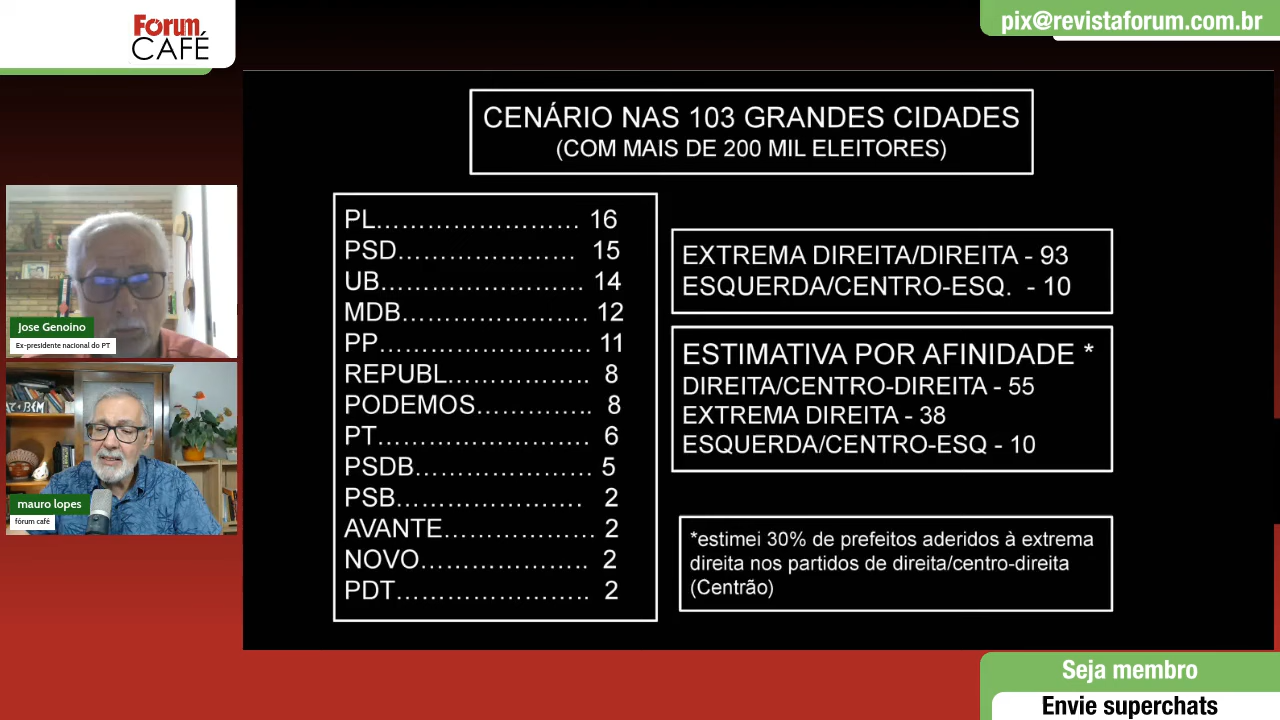 Fórum
CAFÉ
pix@revistaforum.com.br
CENÁRIO NAS 103 GRANDES CIDADES
(COM MAIS DE 200 MIL ELEITORES)
PL…………………… 16
PSD………………… 15
UB…………………… 14
MDB………………… 12
PP…………………… 11
REPUBL…………… 8
PODEMOS………… 8
PT…………………… 6
PSDB………………… 5
PSB………………… 2
AVANTE…………… 2
NOVO……………… 2
PDT………………… 2
EXTREMA DIREITA/DIREITA - 93
ESQUERDA/CENTRO-ESQ. - 10
ESTIMATIVA POR AFINIDADE *
DIREITA/CENTRO-DIREITA - 55
EXTREMA DIREITA - 38
ESQUERDA/CENTRO-ESQ - 10
*estimei 30% de prefeitos aderidos à extrema
direita nos partidos de direita/centro-direita
(Centrão)
Jose Genoino
Ex-presidente nacional do PT
mauro lopes
fórum café
Seja membro
Envie superchats